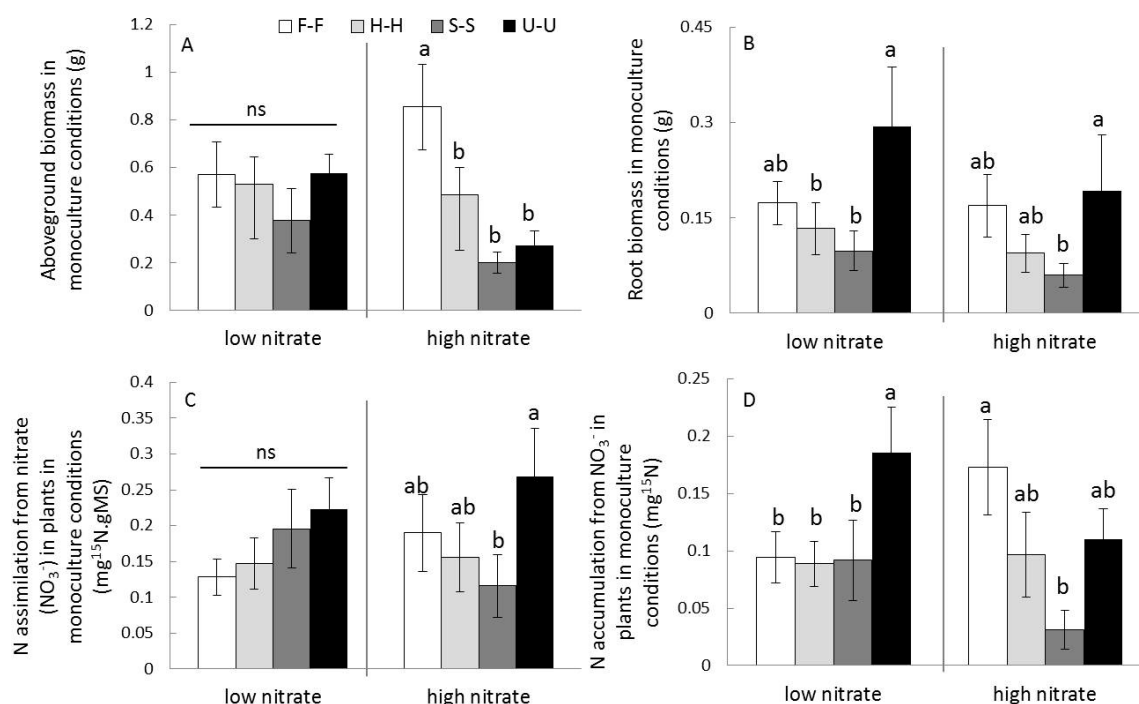 F-F H-H S-S U-U
A
Aboveground biomass in
monoculture conditions (g)
1.2
1
0.8
0.6
0.4
0.2
0
ns
a
b
b
b
low nitrate
high nitrate
B
Root biomass in monoculture
conditions (g)
0.45
0.3
0.15
0
ab
b
b
a
ab
ab
b
a
low nitrate
high nitrate
C
N assimilation from nitrate
(NO₃⁻) in plants in
monoculture conditions
(mg¹⁵N.gMS)
0.4
0.35
0.3
0.25
0.2
0.15
0.1
0.05
0
ns
ab
ab
b
a
low nitrate
high nitrate
D
N accumulation from NO₃⁻ in
plants in monoculture
conditions (mg¹⁵N)
0.25
0.2
0.15
0.1
0.05
0
b
b
b
a
a
ab
b
ab
low nitrate
high nitrate